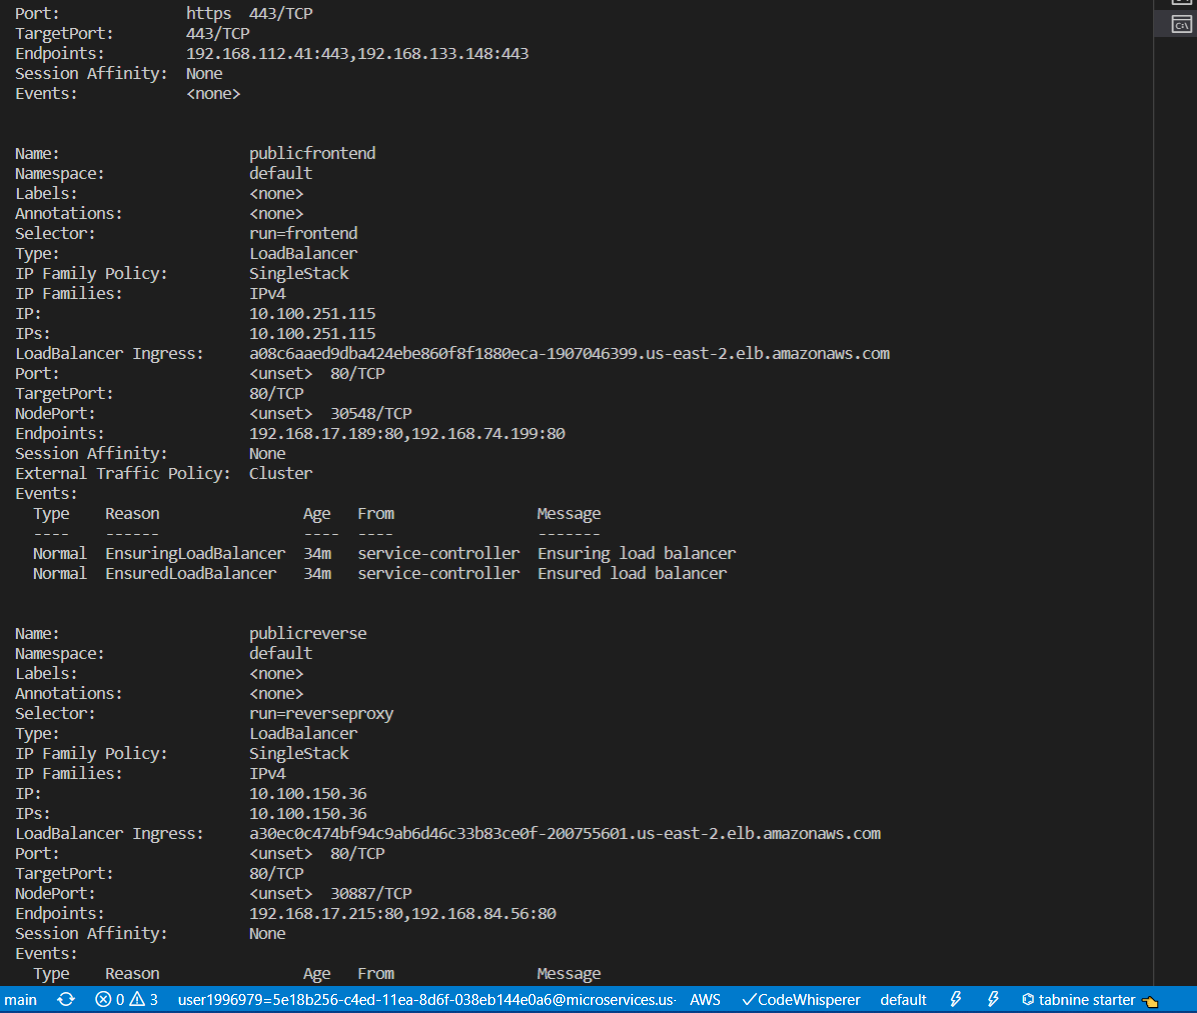 Port:              https  443/TCP
TargetPort:        443/TCP
Endpoints:         192.168.112.41:443,192.168.133.148:443
Session Affinity:  None
Events:            <none>
Name:                     publicfrontend
Namespace:                default
Labels:                   <none>
Annotations:              <none>
Selector:                 run=frontend
Type:                     LoadBalancer
IP Family Policy:         SingleStack
IP Families:              IPv4
IP:                       10.100.251.115
IPs:                      10.100.251.115
LoadBalancer Ingress:     a08c6aaed9dba424ebe860f8f1880eca-1907046399.us-east-2.elb.amazonaws.com
Port:                     <unset>  80/TCP
TargetPort:               80/TCP
NodePort:                 <unset>  30548/TCP
Endpoints:                192.168.17.189:80,192.168.74.199:80
Session Affinity:         None
External Traffic Policy:  Cluster
Events:
  Type    Reason                Age   From                Message
  ----    ------                ----  ----                -------
  Normal  EnsuringLoadBalancer  34m   service-controller  Ensuring load balancer
  Normal  EnsuredLoadBalancer   34m   service-controller  Ensured load balancer
Name:                     publicreverse
Namespace:                default
Labels:                   <none>
Annotations:              <none>
Selector:                 run=reverseproxy
Type:                     LoadBalancer
IP Family Policy:         SingleStack
IP Families:              IPv4
IP:                       10.100.150.36
IPs:                      10.100.150.36
LoadBalancer Ingress:     a30ec0c474bf94c9ab6d46c33b83ce0f-200755601.us-east-2.elb.amazonaws.com
Port:                     <unset>  80/TCP
TargetPort:               80/TCP
NodePort:                 <unset>  30887/TCP
Endpoints:                192.168.17.215:80,192.168.84.56:80
Session Affinity:         None
Events:
  Type    Reason                Age   From                Message
main 0 3 user1996979=5e18b256-c4ed-11ea-8d6f-038eb144e0a6@microservices.us- AWS ✓CodeWhisperer default tabnine starter 👈